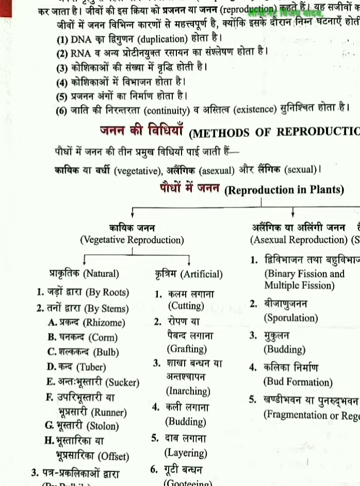 कर जाता है। जीवों की इस क्रिया को प्रजनन या जनन (reproduction) कहते हैं। यह सजीवों क
जीवों में जनन विभिन्न कारणों से महत्त्वपूर्ण है, क्योंकि इसके दौरान निम्न घटनाएँ होती
(1) DNA का द्विगुणन (duplication) होता है।
(2) RNA व अन्य प्रोटीनयुक्त रसायन का संश्लेषण होता है।
(3) कोशिकाओं की संख्या में वृद्धि होती है।
(4) कोशिकाओं में विभाजन होता है।
(5) प्रजनन अंगों का निर्माण होता है।
(6) जाति की निरन्तरता (continuity) व अस्तित्व (existence) सुनिश्चित होता है।
जनन की विधियाँ (METHODS OF REPRODUCTIO
पौधों में जनन की तीन प्रमुख विधियाँ पाई जाती हैं—
कायिक या वर्धी (vegetative), अलैंगिक (asexual) और लैंगिक (sexual)।
पौधों में जनन (Reproduction in Plants)
कायिक जनन
(Vegetative Reproduction)
अलैंगिक या अलिंगी जनन
(Asexual Reproduction) (S
प्राकृतिक (Natural)
1. जड़ों द्वारा (By Roots)
2. तनों द्वारा (By Stems)
A. प्रकन्द (Rhizome)
B. घनकन्द (Corm)
C. शल्ककन्द (Bulb)
D. कन्द (Tuber)
E. अन्तःभूस्तारी (Sucker)
F. उपरिभूस्तारी या
भूप्रसारी (Runner)
G. भूस्तारी (Stolon)
H. भूस्तारिका या
भूप्रसारिका (Offset)
3. पत्र-प्रकलिकाओं द्वारा
कृत्रिम (Artificial)
1. कलम लगाना
(Cutting)
2. रोपण या
पैबन्द लगाना
(Grafting)
3. शाखा बन्धन या
अन्तश्चापन
(Inarching)
4. कली लगाना
(Budding)
5. दाब लगाना
(Layering)
6. गूटी बन्धन
(Gooteeing)
1. द्विविभाजन तथा बहुविभाज
(Binary Fission and
Multiple Fission)
2. बीजाणुजनन
(Sporulation)
3. मुकुलन
(Budding)
4. कलिका निर्माण
(Bud Formation)
5. खण्डीभवन या पुनरुद्भवन
(Fragmentation or Rege